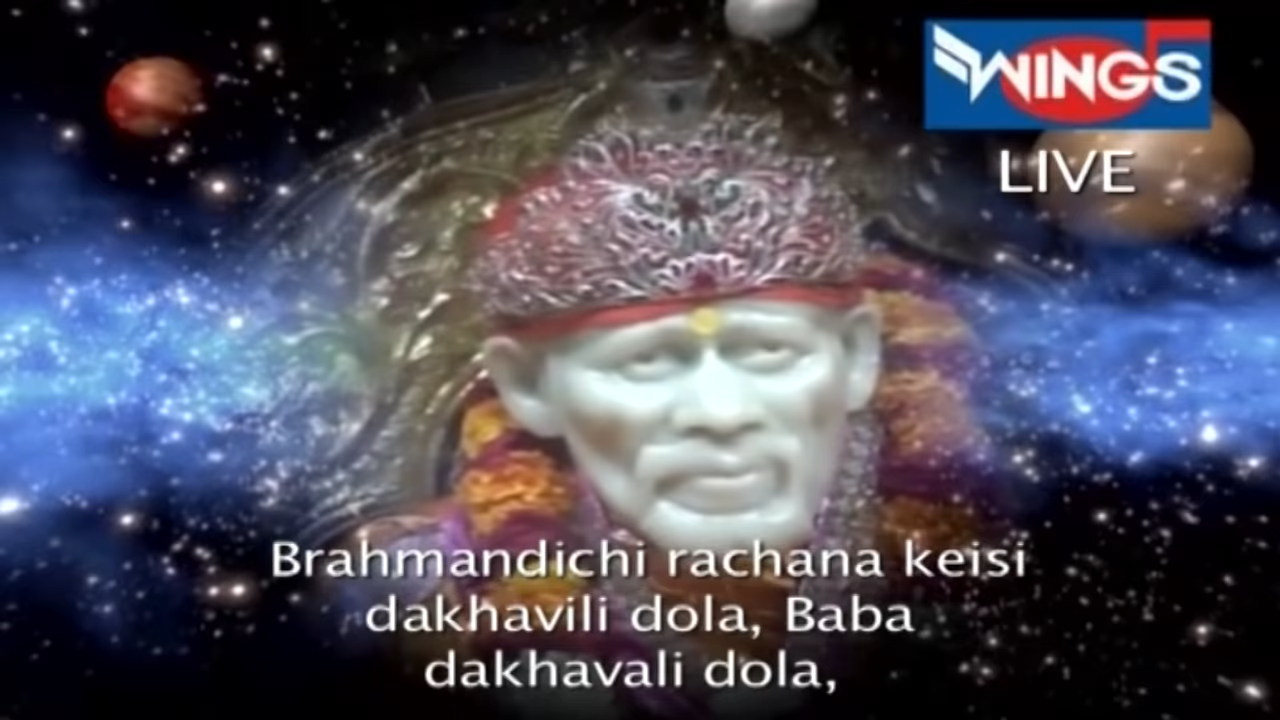 WINGS
LIVE
Brahmandichi rachana keisi
dakhavili dola, Baba
dakhavali dola,